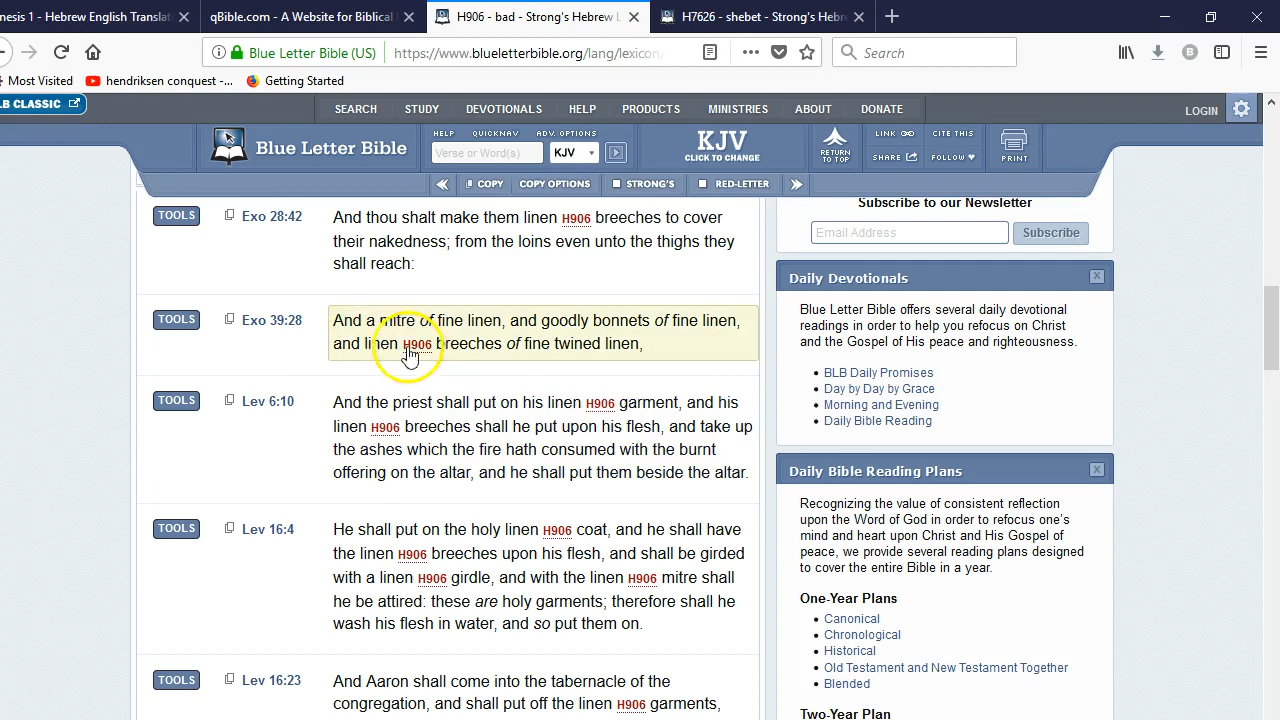 nesis 1 - Hebrew English Translat
qBible.com - A Website for Biblical
H906 - bad - Strong's Hebrew L
H7626 - shebet - Strong's Hebr
Blue Letter Bible (US)
https://www.blueletterbible.org/lang/lexicon/
Search
Most Visited
hendriksen conquest -...
Getting Started
LB CLASSIC
SEARCH
STUDY
DEVOTIONALS
HELP
PRODUCTS
MINISTRIES
ABOUT
DONATE
LOGIN
Blue Letter Bible
HELP QUICKNAV ADV. OPTIONS
Verse or Word(s)
KJV
KJV
CLICK TO CHANGE
RETURN
TO TOP
LINK
CITE THIS
SHARE
FOLLOW
PRINT
COPY
COPY OPTIONS
STRONG'S
RED-LETTER
TOOLS
Exo 28:42
And thou shalt make them linen H906 breeches to cover
their nakedness; from the loins even unto the thighs they
shall reach:
TOOLS
Exo 39:28
And a mitre of fine linen, and goodly bonnets of fine linen,
and linen H906 breeches of fine twined linen,
TOOLS
Lev 6:10
And the priest shall put on his linen H906 garment, and his
linen H906 breeches shall he put upon his flesh, and take up
the ashes which the fire hath consumed with the burnt
offering on the altar, and he shall put them beside the altar.
TOOLS
Lev 16:4
He shall put on the holy linen H906 coat, and he shall have
the linen H906 breeches upon his flesh, and shall be girded
with a linen H906 girdle, and with the linen H906 mitre shall
he be attired: these are holy garments; therefore shall he
wash his flesh in water, and so put them on.
TOOLS
Lev 16:23
And Aaron shall come into the tabernacle of the
congregation, and shall put off the linen H906 garments,
Subscribe to our Newsletter
Email Address
Subscribe
Daily Devotionals
Blue Letter Bible offers several daily devotional
readings in order to help you refocus on Christ
and the Gospel of His peace and righteousness.
BLB Daily Promises
Day by Day by Grace
Morning and Evening
Daily Bible Reading
Daily Bible Reading Plans
Recognizing the value of consistent reflection
upon the Word of God in order to refocus one's
mind and heart upon Christ and His Gospel of
peace, we provide several reading plans designed
to cover the entire Bible in a year.
One-Year Plans
Canonical
Chronological
Historical
Old Testament and New Testament Together
Blended
Two-Year Plan